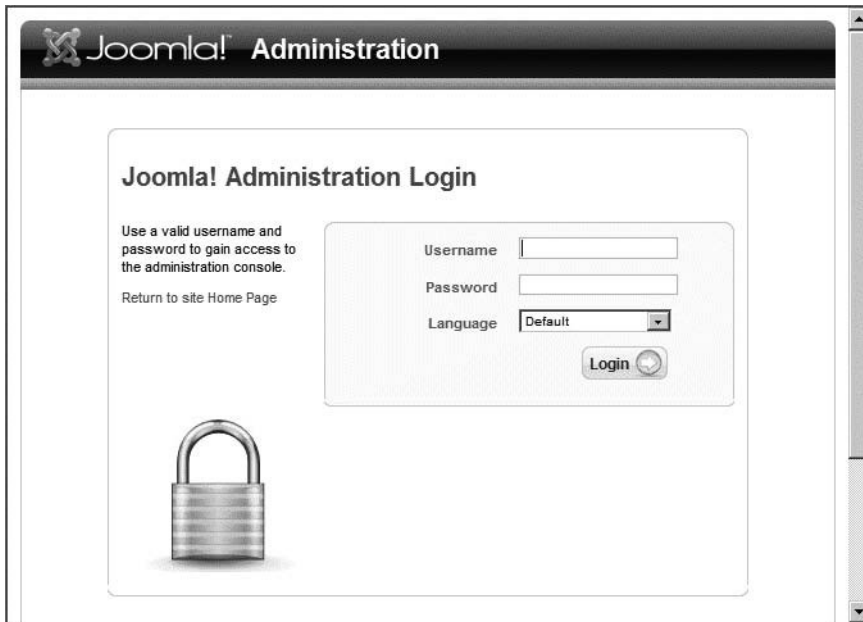 Joomla!™ Administration
Joomla! Administration Login
Use a valid username and
password to gain access to
the administration console.
Return to site Home Page
Username
Password
Language
Default
Login